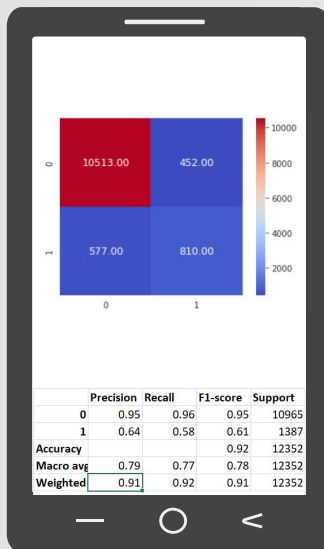 10513.00 452.00
577.00 810.00
0
1
0 1
10000
8000
6000
4000
2000
Precision Recall F1-score Support
0 0.95 0.96 0.95 10965
1 0.64 0.58 0.61 1387
Accuracy 0.92 12352
Macro avg 0.79 0.77 0.78 12352
Weighted 0.91 0.92 0.91 12352